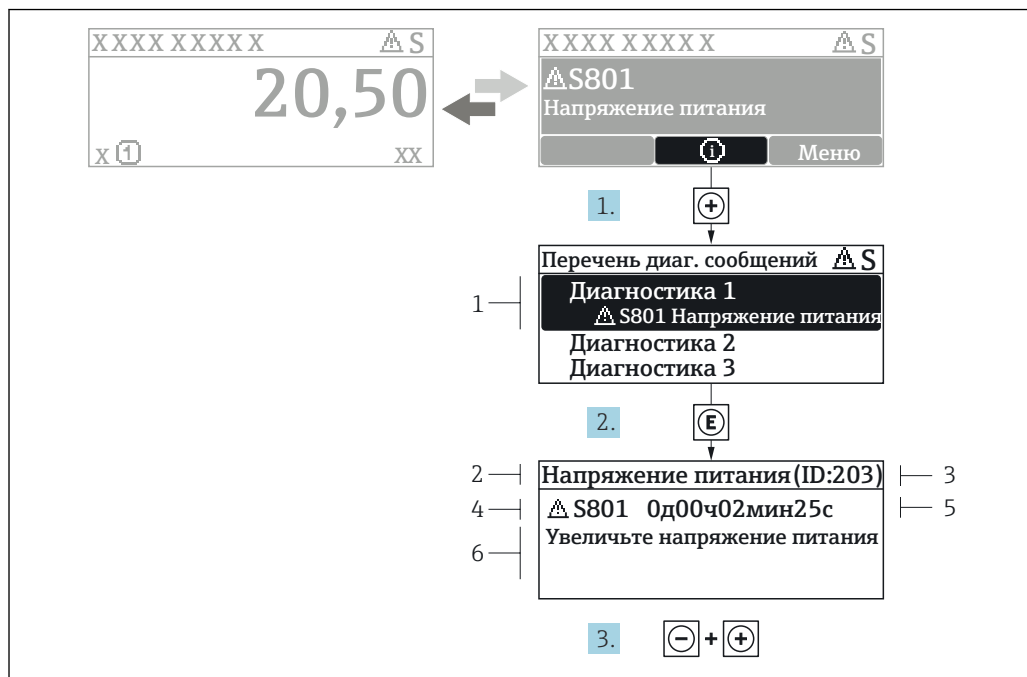 XXXX XXXXX S
20,50
X 1 XX
XXXX XXXXX S
S801
Напряжение питания
i Меню
1. +
Перечень диаг. сообщений S
1
Диагностика 1
S801 Напряжение питания
Диагностика 2
Диагностика 3
2. E
2 Напряжение питания (ID:203) 3
4 S801 0д00ч02мин25с 5
6 Увеличьте напряжение питания
3. - + +